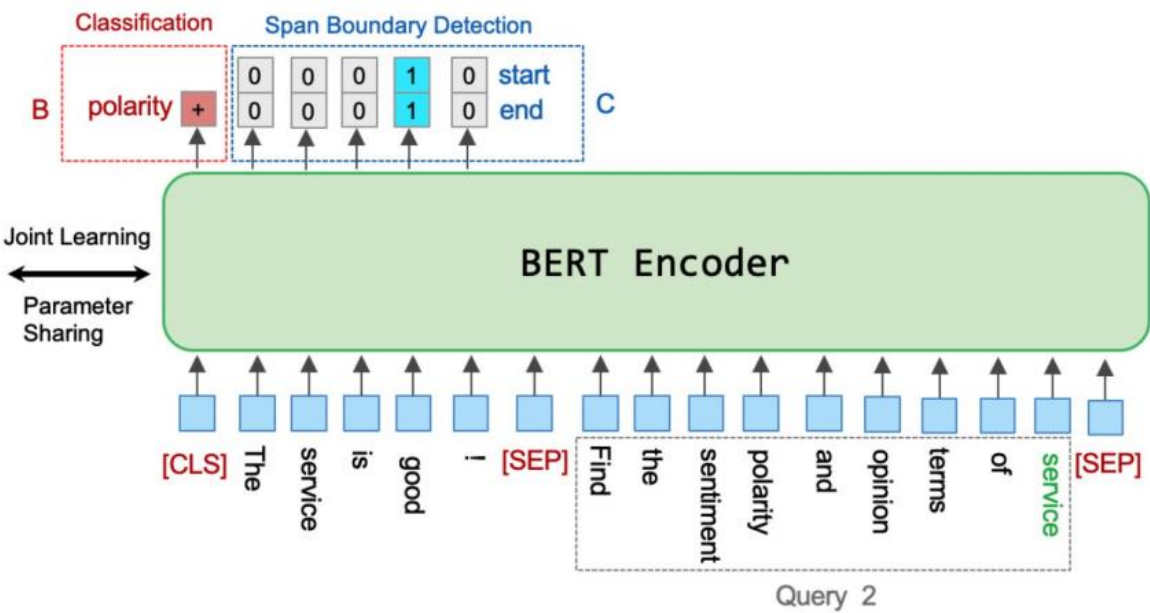 Classification
Span Boundary Detection
0 0 0 1 0 start
B polarity + 0 0 0 1 0 end C
Joint Learning
Parameter
Sharing
BERT Encoder
[CLS] The service is good ! [SEP] Find the sentiment polarity and opinion terms of service [SEP]
Query 2